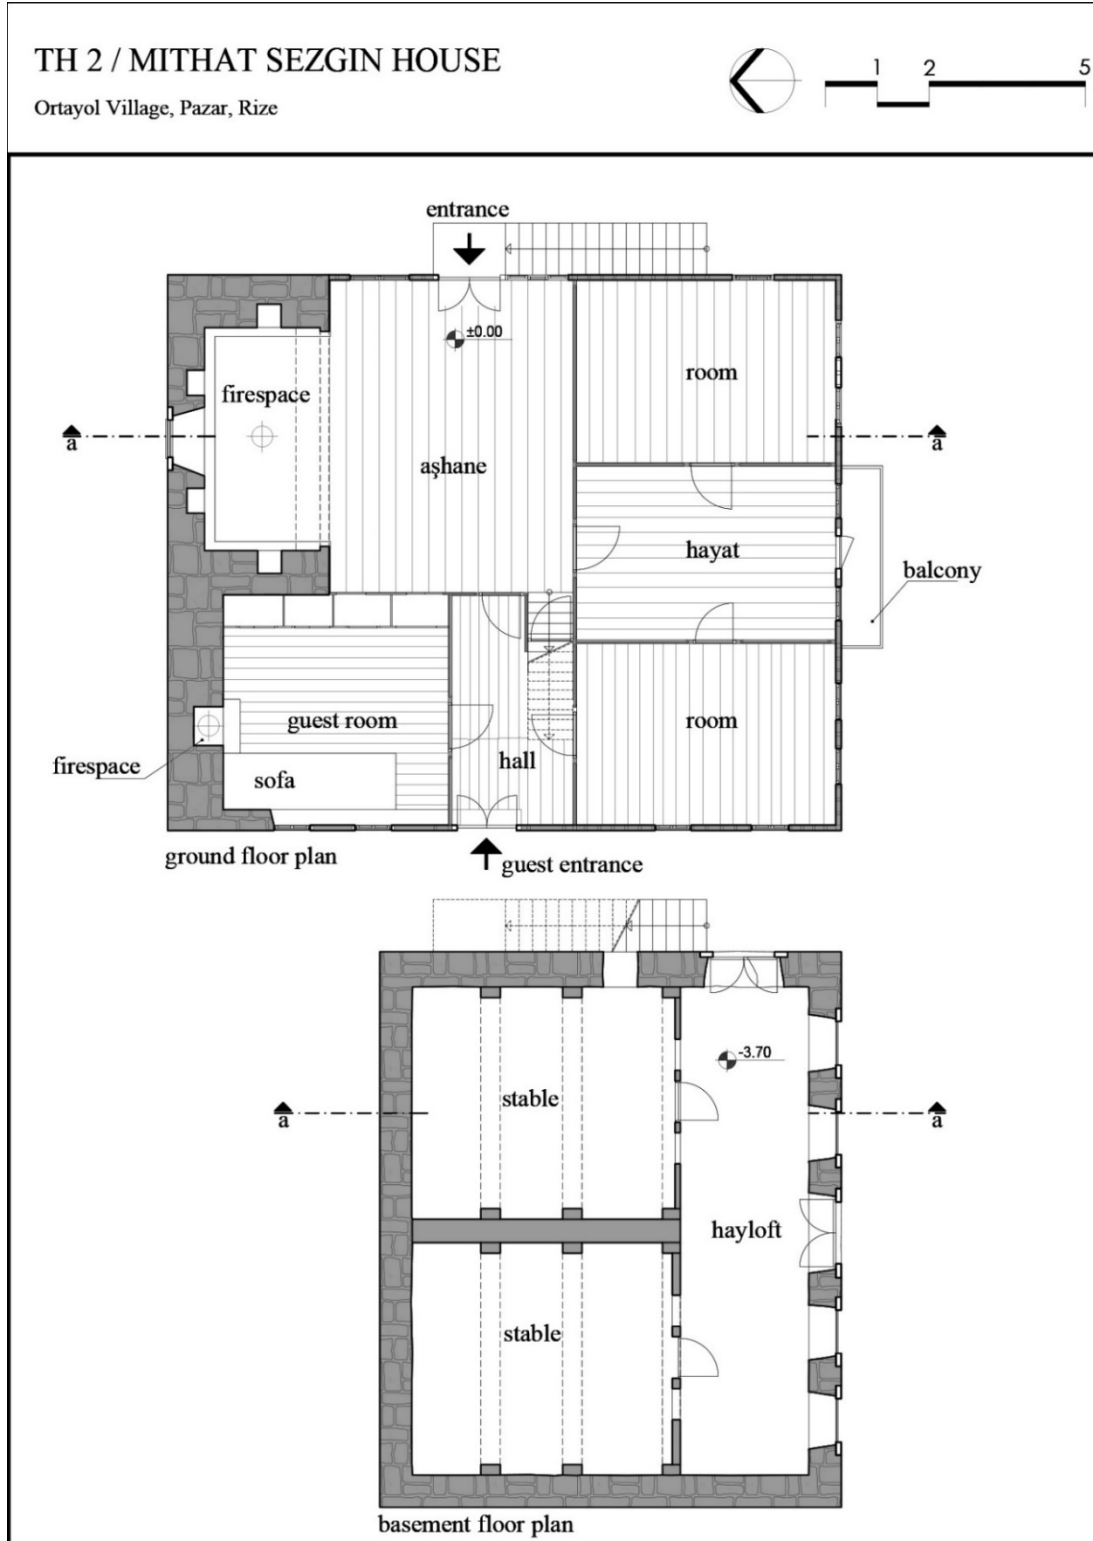 TH 2 / MITHAT SEZGIN HOUSE
Ortayol Village, Pazar, Rize
1 2 5
entrance
±0.00
room
firespace
a
a
aşhane
hayat
balcony
guest room
room
hall
firespace
sofa
ground floor plan
guest entrance
-3.70
stable
a
a
hayloft
stable
basement floor plan